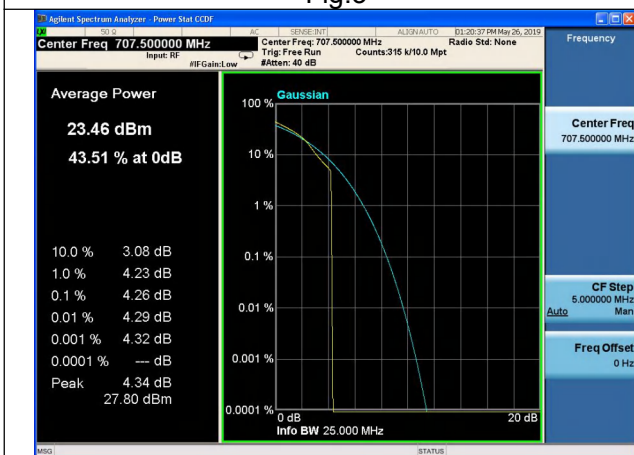 Agilent Spectrum Analyzer - Power Stat CCDF
50 Ω AC SENSE:INT ALIGN AUTO 01:20:37 PM May 26, 2019
Center Freq 707.500000 MHz Center Freq: 707.500000 MHz Radio Std: None
Input: RF Trig: Free Run Counts:315 k/10.0 Mpt
#IFGain:Low #Atten: 40 dB
Frequency
Average Power
23.46 dBm
43.51 % at 0dB
10.0 % 3.08 dB
1.0 % 4.23 dB
0.1 % 4.26 dB
0.01 % 4.29 dB
0.001 % 4.32 dB
0.0001 % --- dB
Peak 4.34 dB
27.80 dBm
Gaussian
100 %
10 %
1 %
0.1 %
0.01 %
0.001 %
0.0001 %
0 dB 20 dB
Info BW 25.000 MHz
Center Freq
707.500000 MHz
CF Step
5.000000 MHz
Auto Man
Freq Offset
0 Hz
MSG STATUS